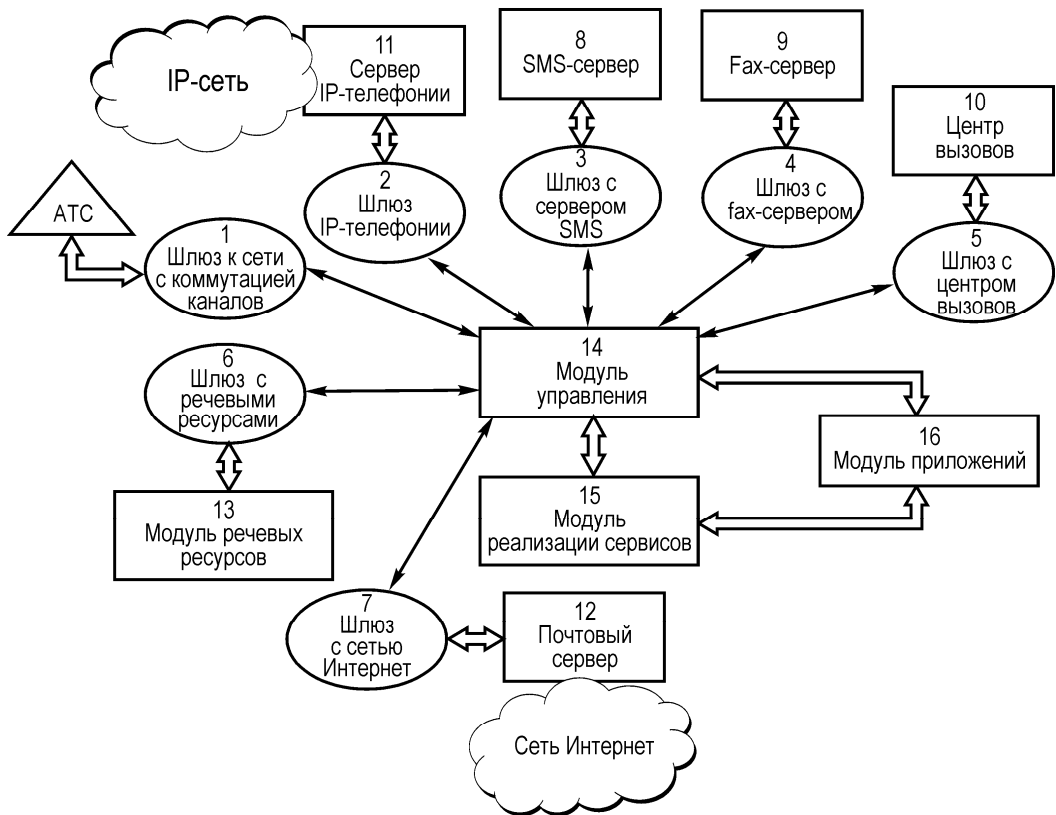 IP-сеть
11
Сервер
IP-телефонии
8
SMS-сервер
9
Fax-сервер
10
Центр
вызовов
АТС
1
Шлюз к сети
с коммутацией
каналов
2
Шлюз
IP-телефонии
3
Шлюз с
сервером
SMS
4
Шлюз с
fax-сервером
5
Шлюз с
центром
вызовов
14
Модуль
управления
6
Шлюз с
речевыми
ресурсами
16
Модуль приложений
13
Модуль речевых
ресурсов
15
Модуль
реализации сервисов
7
Шлюз
с сетью
Интернет
12
Почтовый
сервер
Сеть Интернет